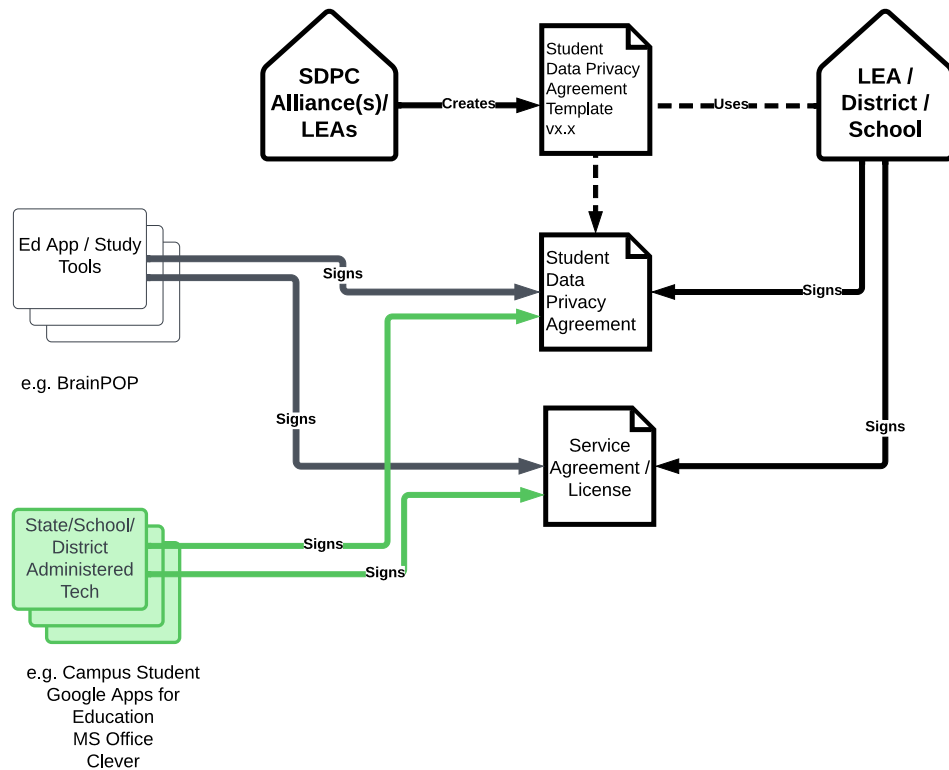 SDPC
Alliance(s)/
LEAs
Creates
Student
Data Privacy
Agreement
Template
vx.x
Uses
LEA /
District /
School
Ed App / Study
Tools
e.g. BrainPOP
Signs
Student
Data
Privacy
Agreement
Signs
Signs
Service
Agreement /
License
Signs
State/School/
District
Administered
Tech
Signs
Signs
e.g. Campus Student
Google Apps for
Education
MS Office
Clever